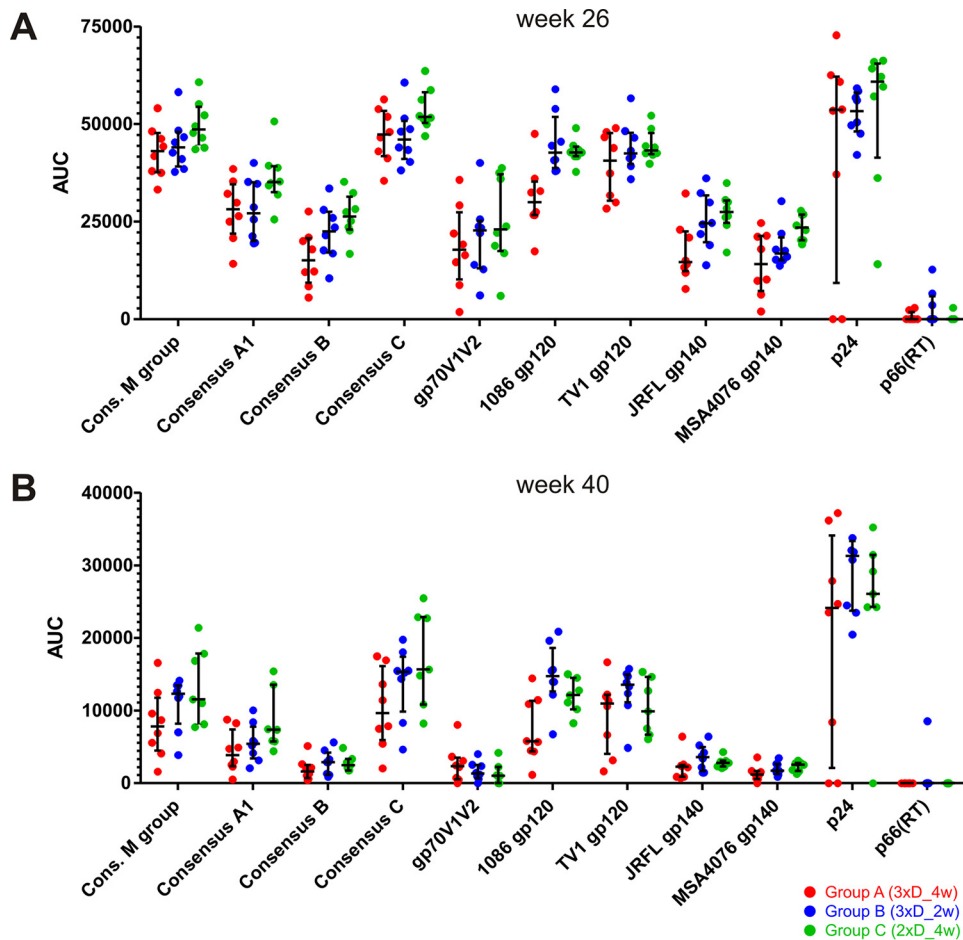 A
week 26
75000
50000
25000
0
AUC
Cons. M group
Consensus A1
Consensus B
Consensus C
gp70V1V2
1086 gp120
TV1 gp120
JRFL gp140
MSA4076 gp140
p24
p66(RT)
B
week 40
40000
30000
20000
10000
0
AUC
Cons. M group
Consensus A1
Consensus B
Consensus C
gp70V1V2
1086 gp120
TV1 gp120
JRFL gp140
MSA4076 gp140
p24
p66(RT)
Group A (3xD_4w)
Group B (3xD_2w)
Group C (2xD_4w)